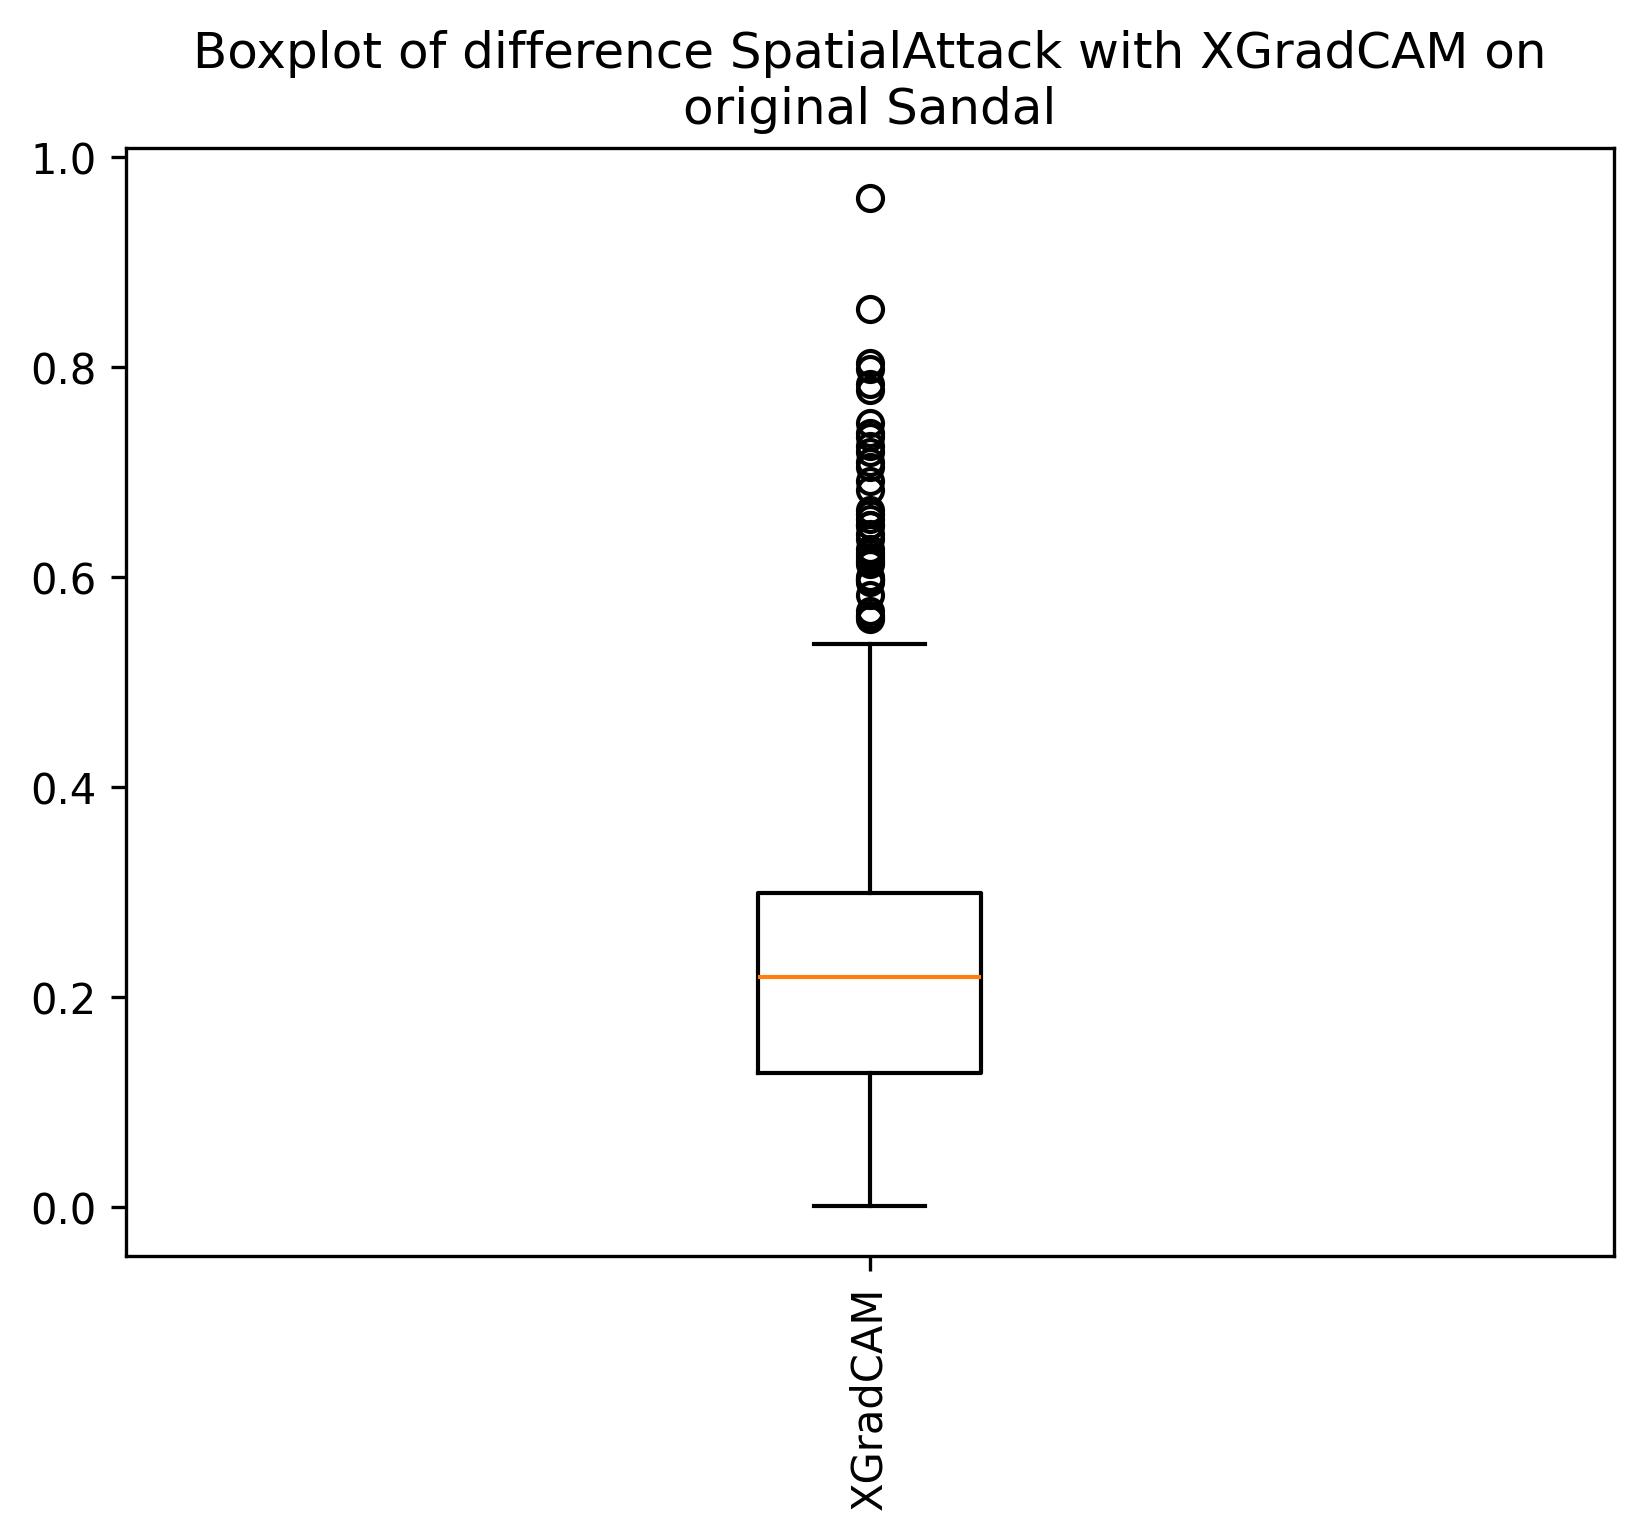 Boxplot of difference SpatialAttack with XGradCAM on
original Sandal
1.0
0.8
0.6
0.4
0.2
0.0
XGradCAM